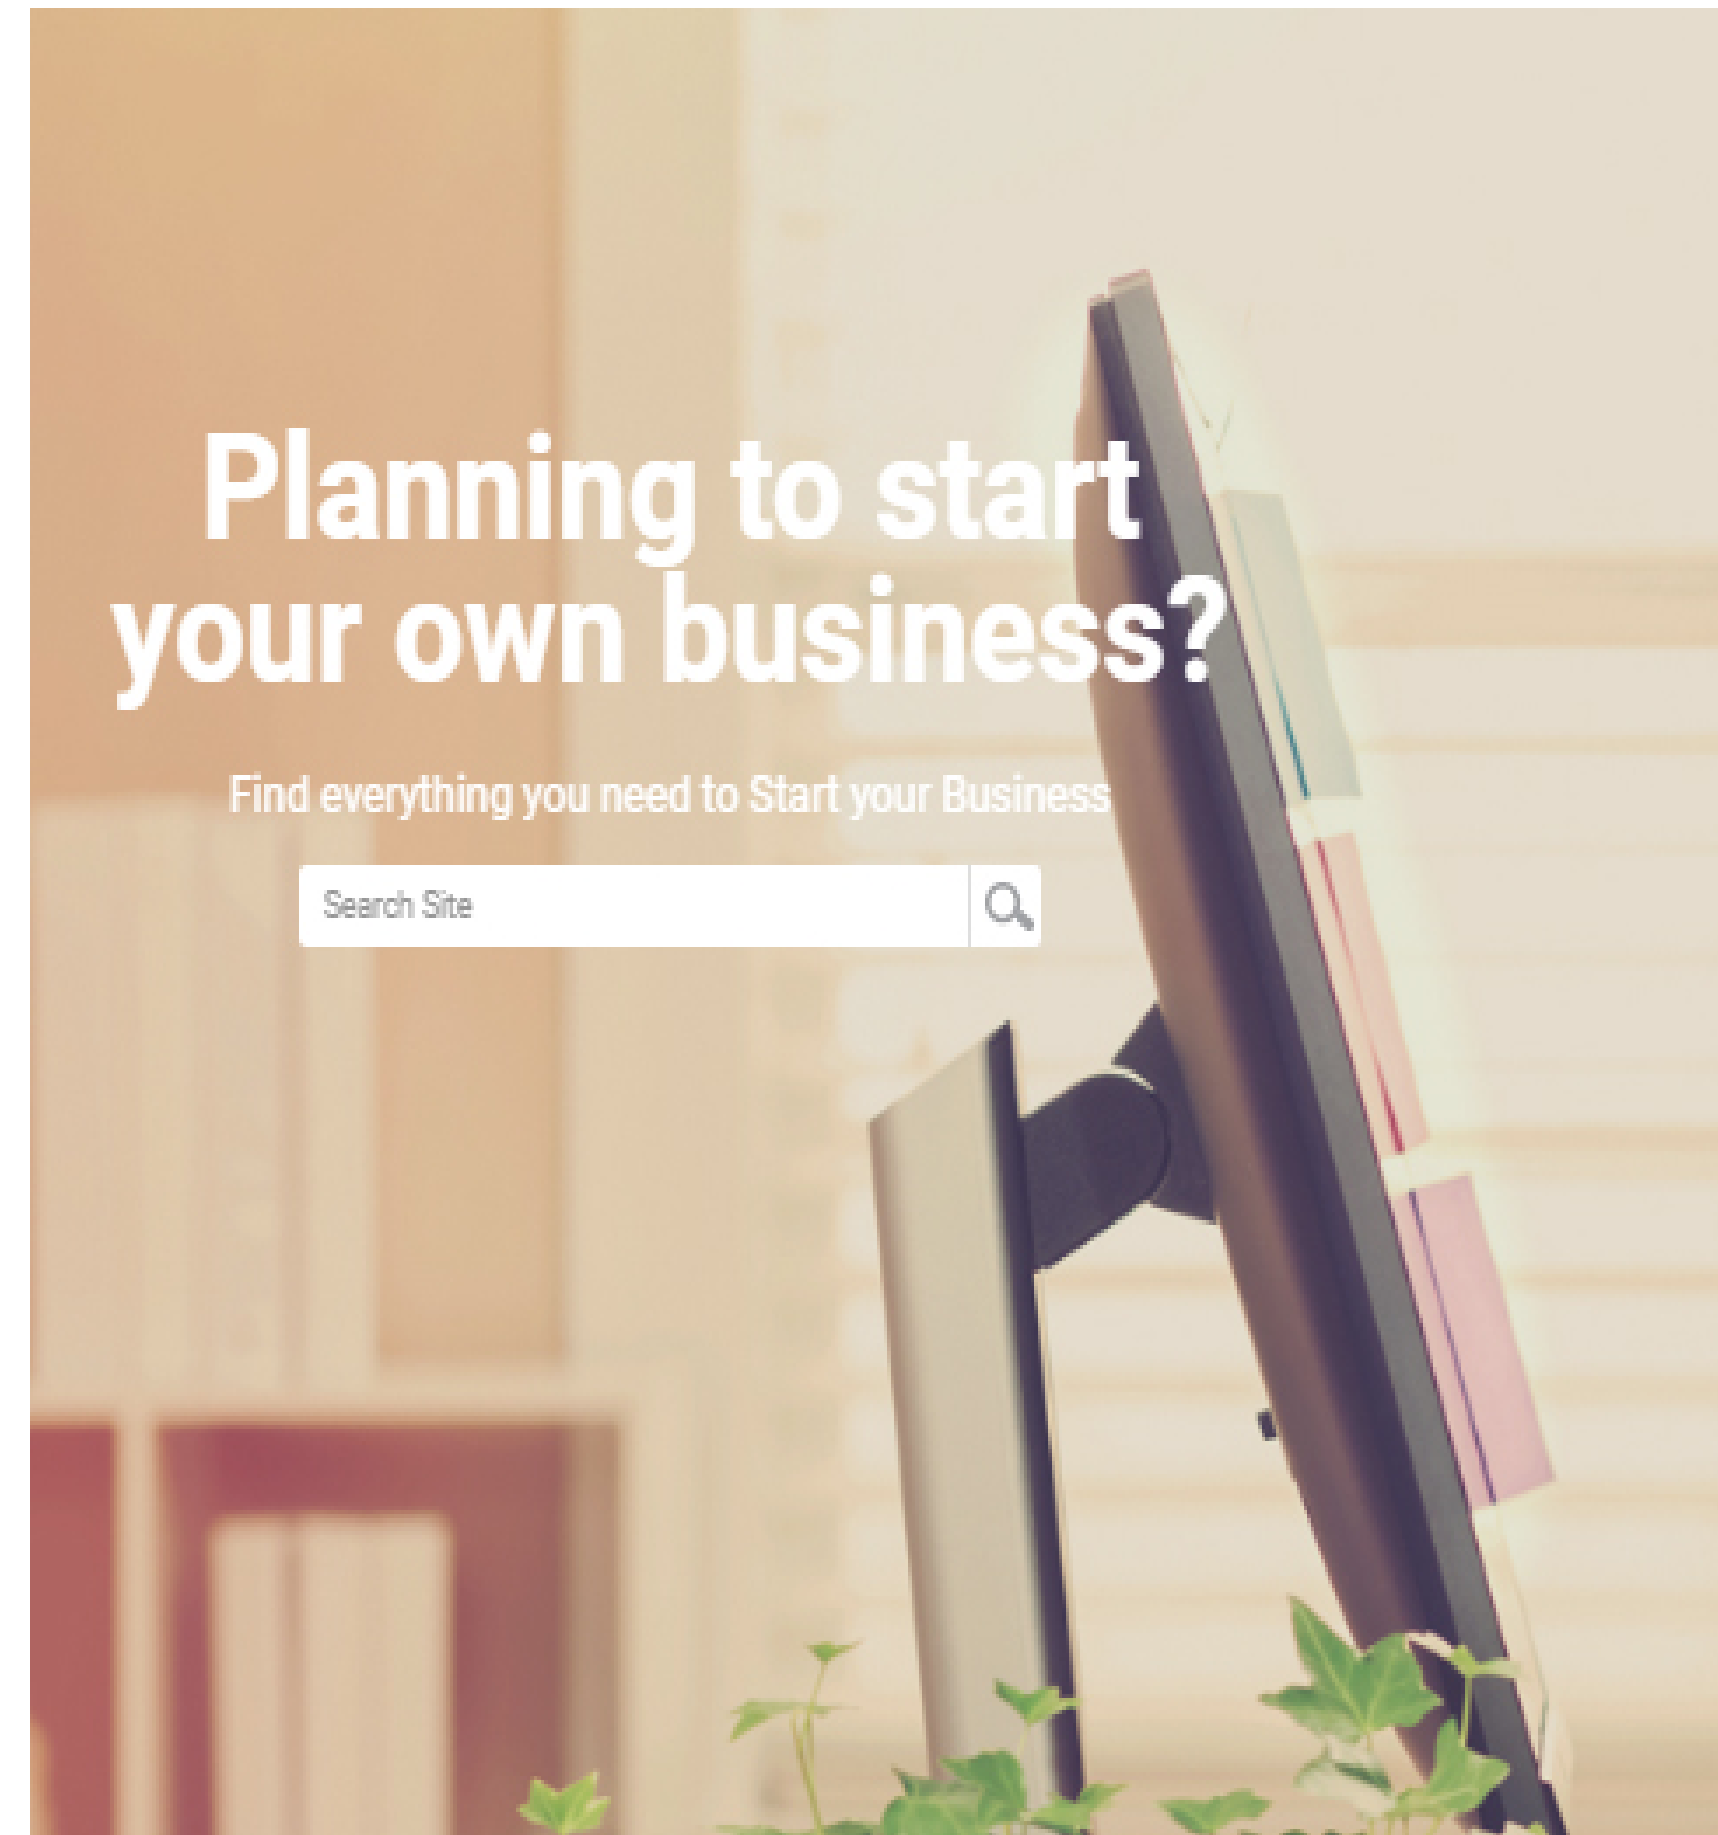 Planning to start
your own business?
Find everything you need to Start your Business
Search Site